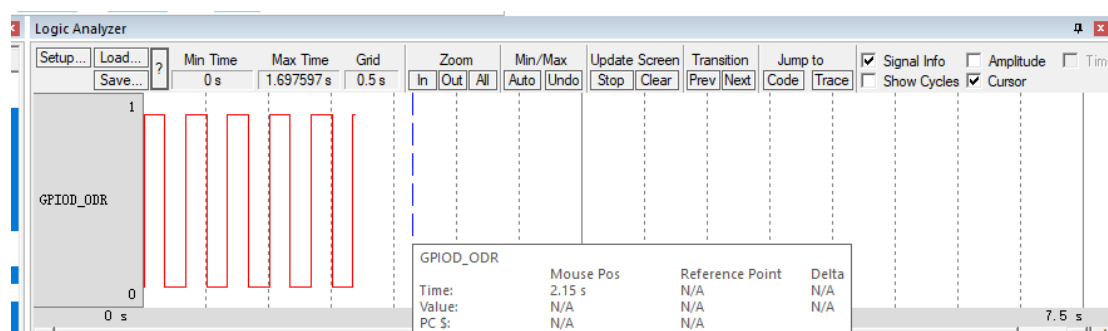 Logic Analyzer
Setup... Load... ? Min Time Max Time Grid Zoom Min/Max Update Screen Transition Jump to Signal Info Amplitude Tim
Save... 0 s 1.697597 s 0.5 s In Out All Auto Undo Stop Clear Prev Next Code Trace Show Cycles Cursor
1
GPIOD_ODR
0
0 s 7.5 s
GPIOD_ODR
Mouse Pos Reference Point Delta
Time: 2.15 s N/A N/A
Value: N/A N/A N/A
PC $: N/A N/A